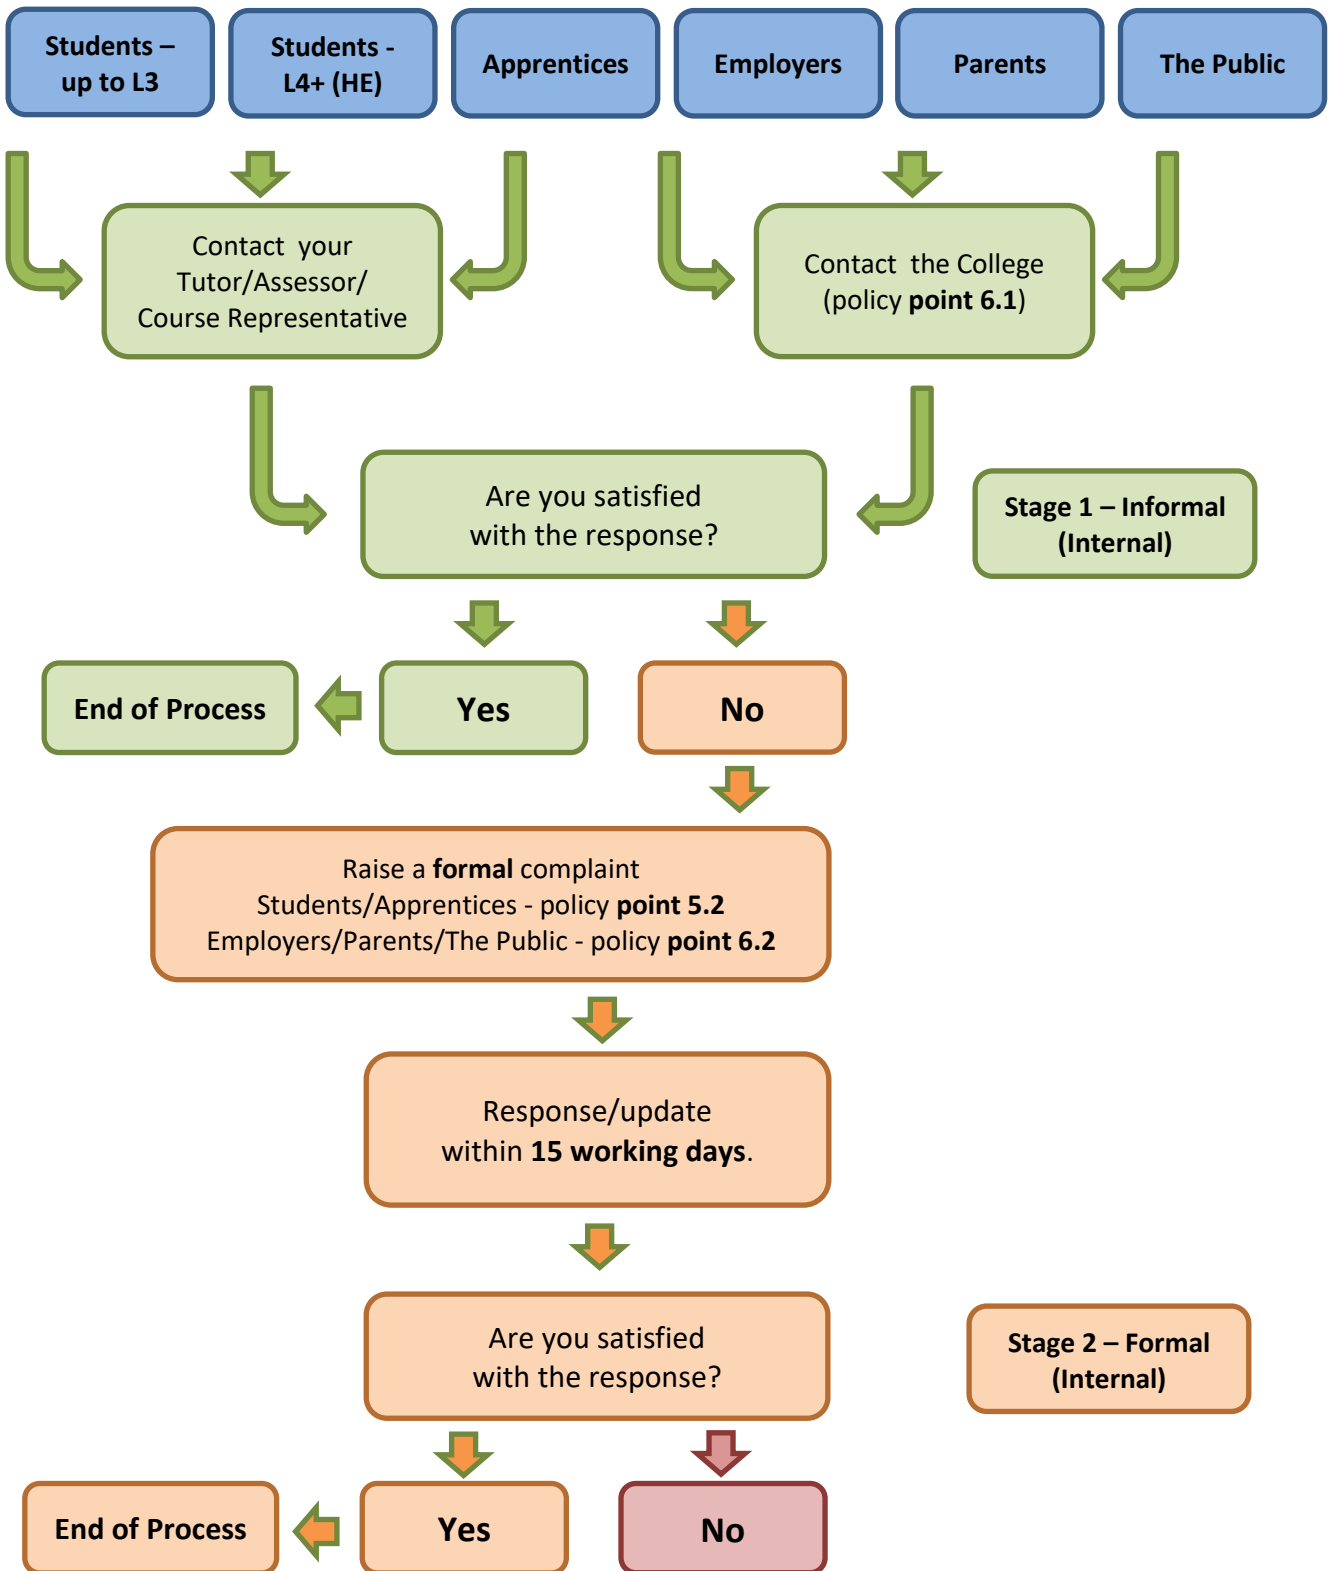 Students –
up to L3
Students -
L4+ (HE)
Apprentices
Employers
Parents
The Public
Contact  your
Tutor/Assessor/
Course Representative
Contact  the College
(policy point 6.1)
Are you satisfied
with the response?
Stage 1 – Informal
(Internal)
End of Process
Yes
No
Raise a formal complaint
Students/Apprentices - policy point 5.2
Employers/Parents/The Public - policy point 6.2
Response/update
within 15 working days.
Are you satisfied
with the response?
Stage 2 – Formal
(Internal)
End of Process
Yes
No